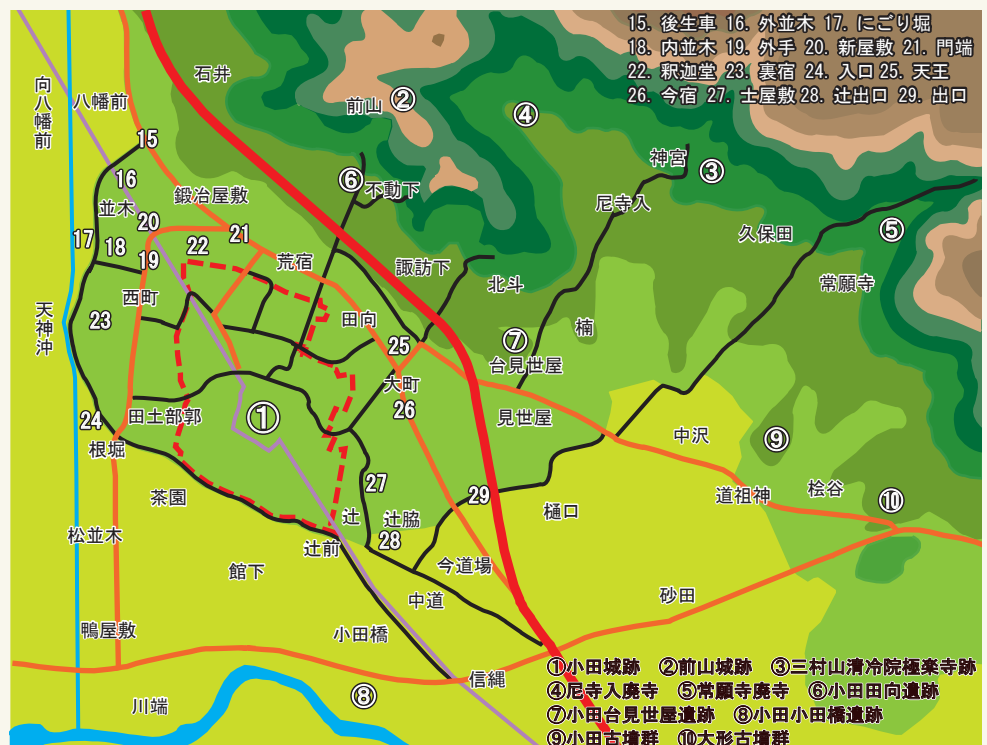 15. 後生車 16. 外並木 17. にごり堀
18. 内並木 19. 外手 20. 新屋敷 21. 門端
22. 釈迦堂 23. 裏宿 24. 入口 25. 天王
26. 今宿 27. 士屋敷 28. 辻出口 29. 出口
石井
向八幡前
八幡前
前山
②
④
15
神宮
③
16
⑥
不動下
鍛冶屋敷
尼寺入
並木
20
17
18
22
21
久保田
⑤
19
荒宿
諏訪下
北斗
常願寺
西町
天神沖
23
田向
楠
25
⑦
台見世屋
大町
24
田土部郭
①
26
見世屋
中沢
⑨
根堀
27
29
道祖神
桧谷
⑩
茶園
辻
辻脇
樋口
松並木
辻前
28
館下
今道場
中道
砂田
鴨屋敷
小田橋
信縄
川端
⑧
①小田城跡 ②前山城跡 ③三村山清冷院極楽寺跡
④尼寺入廃寺 ⑤常願寺廃寺 ⑥小田田向遺跡
⑦小田台見世屋遺跡 ⑧小田小田橋遺跡
⑨小田古墳群 ⑩大形古墳群